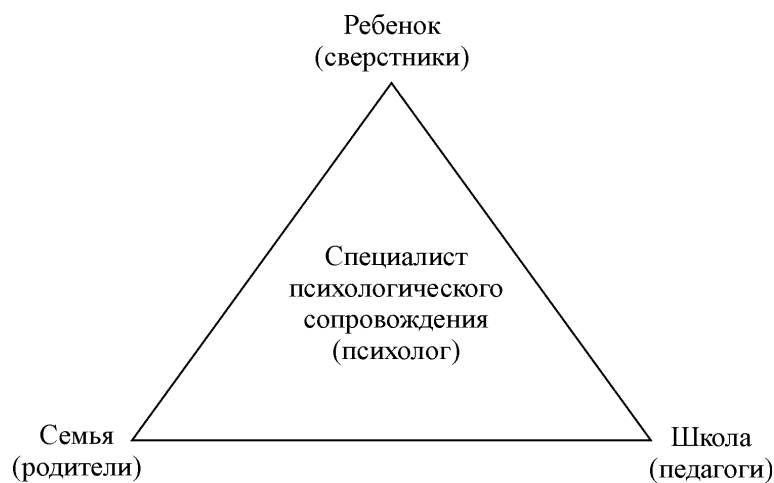 Ребенок
(сверстники)
Специалист
психологического
сопровождения
(психолог)
Семья
(родители)
Школа
(педагоги)